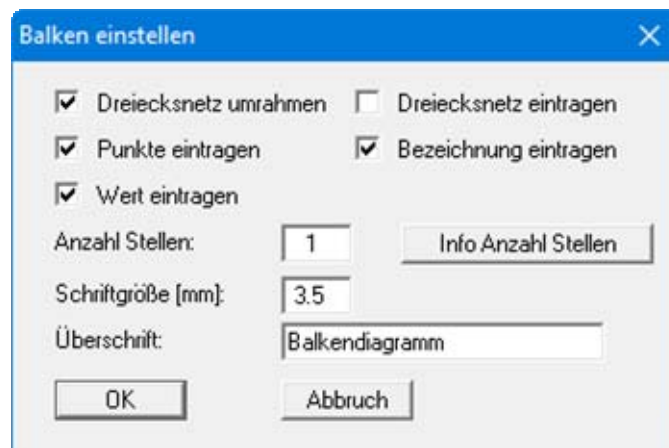 Balken einstellen
Dreiecksnetz umrahmen Dreiecksnetz eintragen
Punkte eintragen Bezeichnung eintragen
Wert eintragen
Anzahl Stellen: 1 Info Anzahl Stellen
Schriftgröße [mm]: 3.5
Überschrift: Balkendiagramm
OK Abbruch